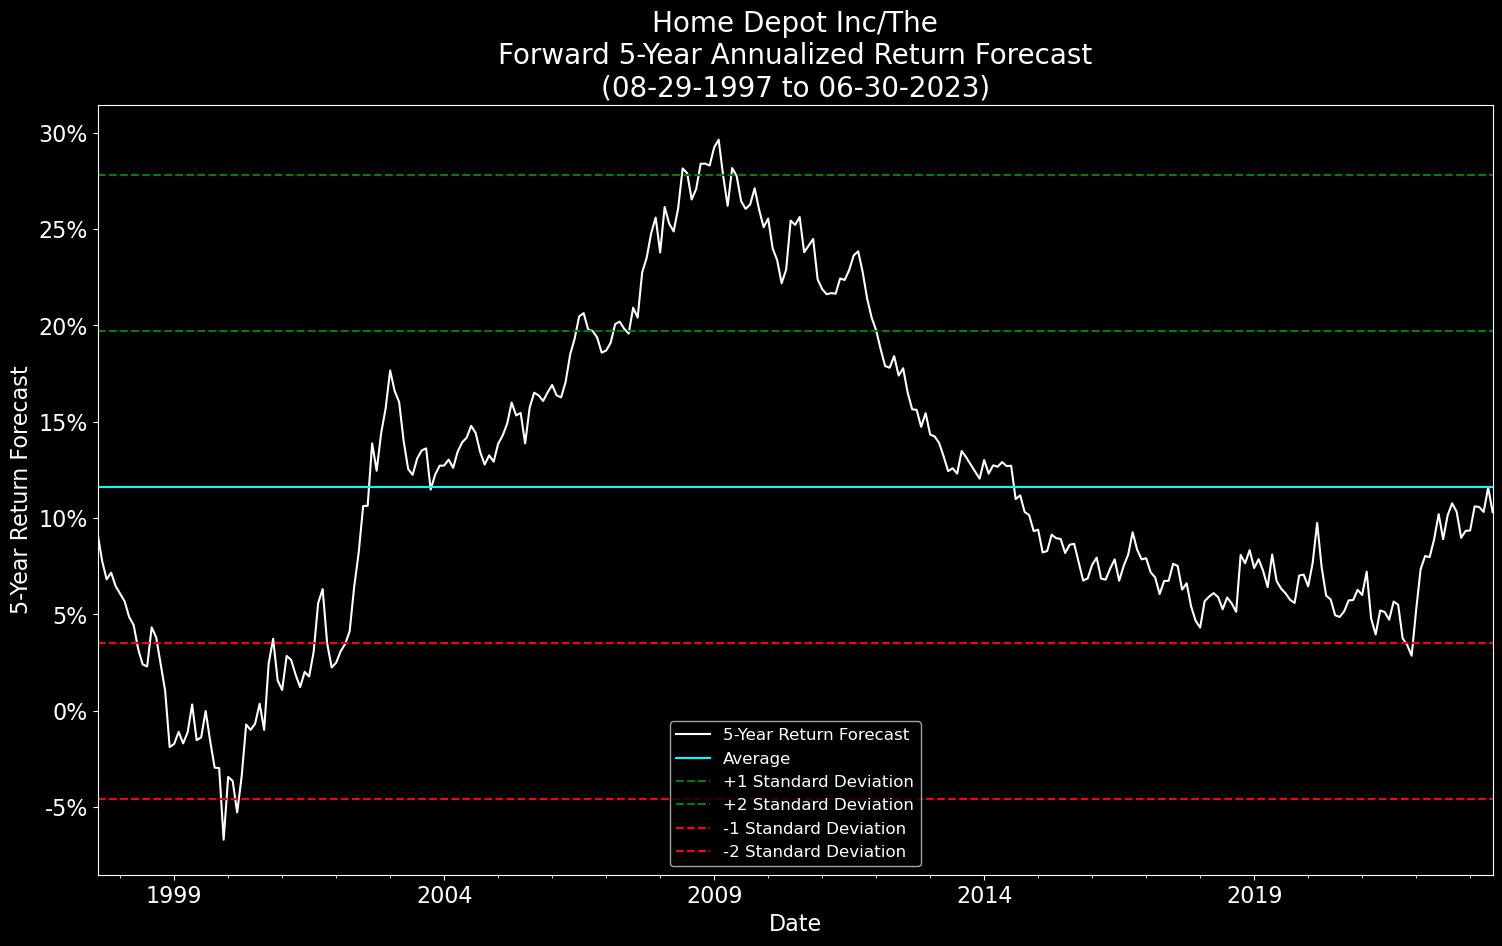 Home Depot Inc/The
Forward 5-Year Annualized Return Forecast
(08-29-1997 to 06-30-2023)
5-Year Return Forecast
30%
25%
20%
15%
10%
5%
0%
-5%
5-Year Return Forecast
Average
+1 Standard Deviation
+2 Standard Deviation
-1 Standard Deviation
-2 Standard Deviation
1999 2004 2009 2014 2019
Date